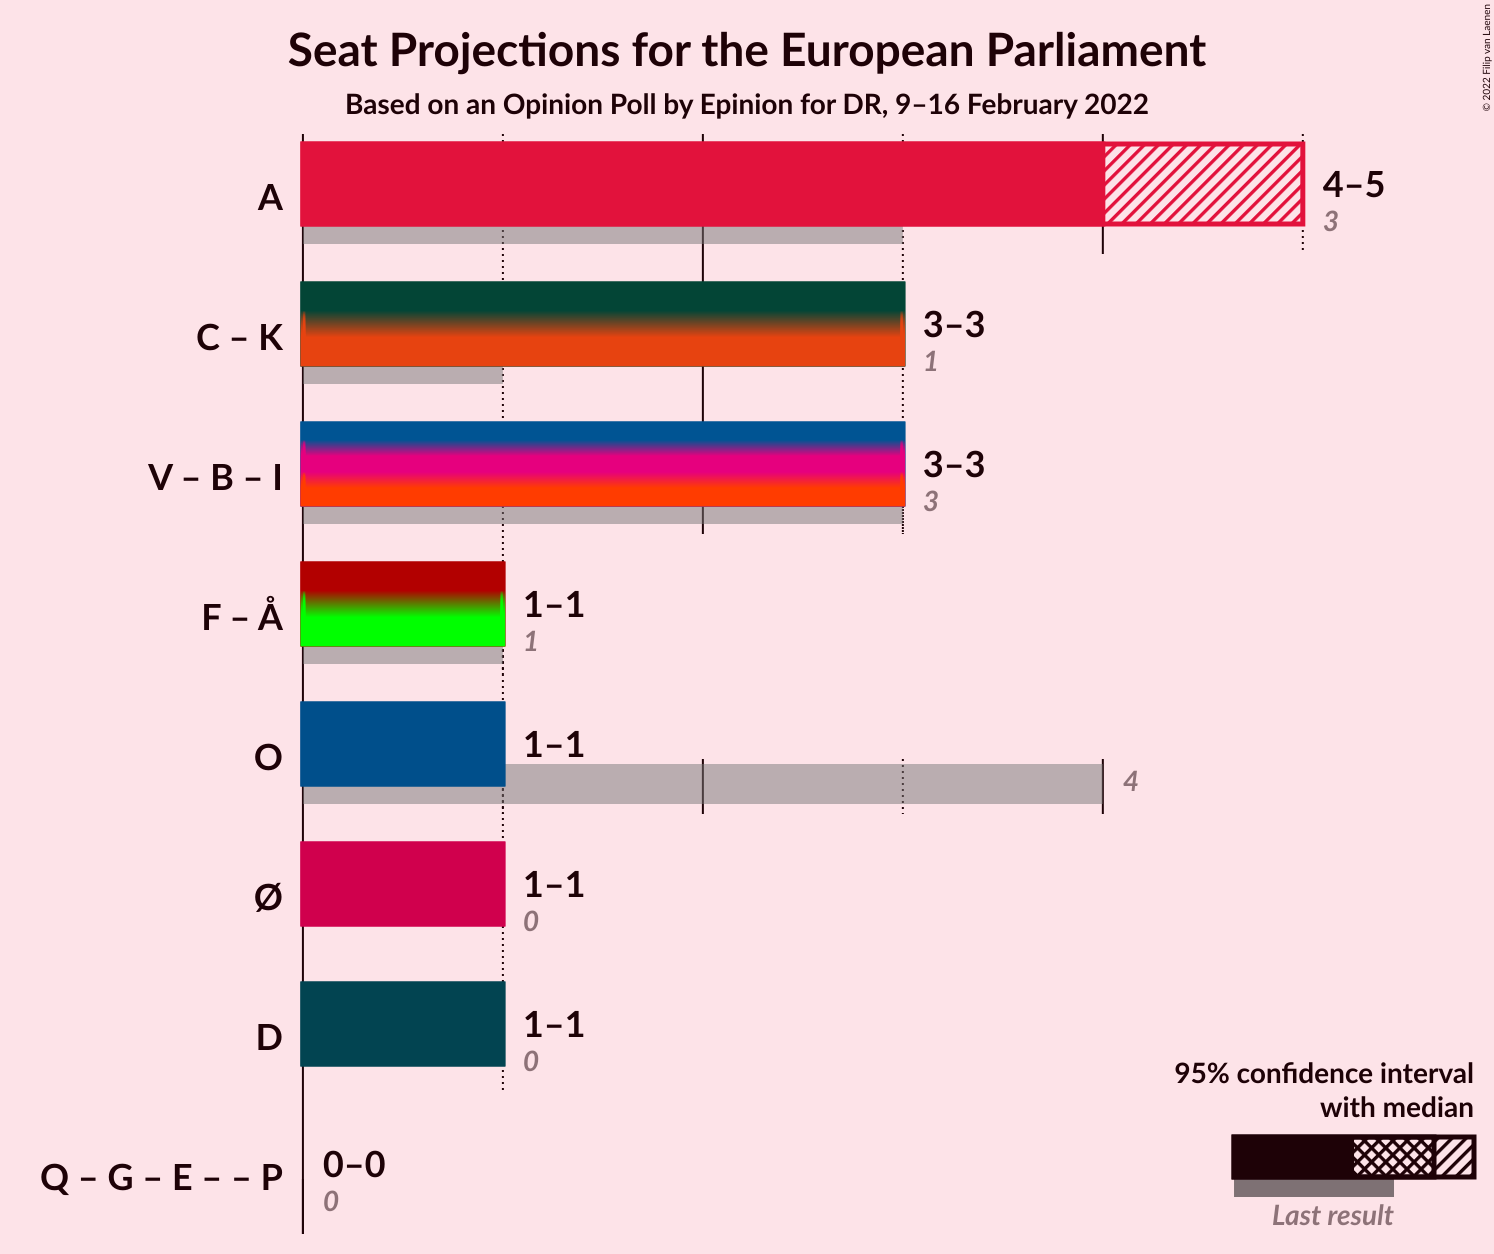 Seat Projections for the European Parliament
Based on an Opinion Poll by Epinion for DR, 9–16 February 2022
© 2022 Filip van Laenen
A
4–5
3
C – K
3–3
1
V – B – I
3–3
3
F – Å
1–1
1
O
1–1
4
Ø
1–1
0
D
1–1
0
Q – G – E – – P
0–0
0
95% confidence interval
with median
Last result